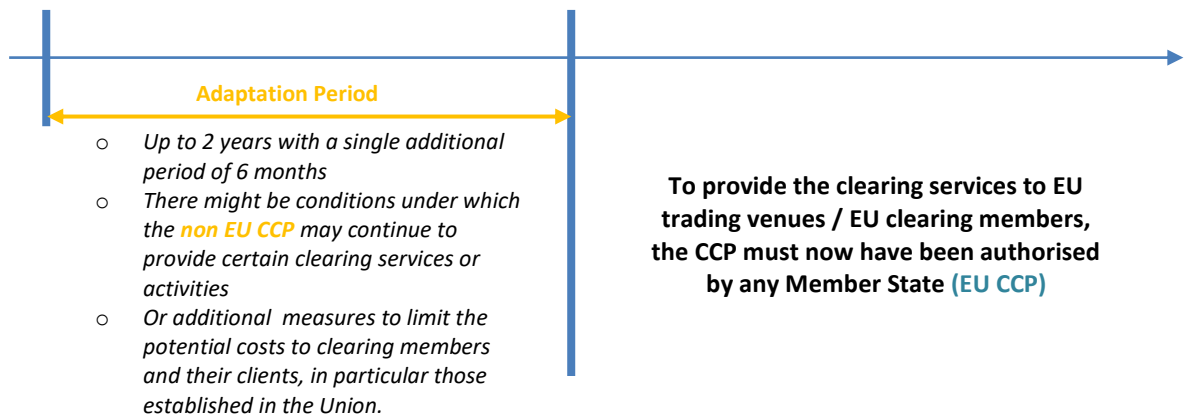 Adaptation Period
o Up to 2 years with a single additional
period of 6 months
o There might be conditions under which
the non EU CCP may continue to
provide certain clearing services or
activities
o Or additional  measures to limit the
potential costs to clearing members
and their clients, in particular those
established in the Union.
To provide the clearing services to EU
trading venues / EU clearing members,
the CCP must now have been authorised
by any Member State (EU CCP)